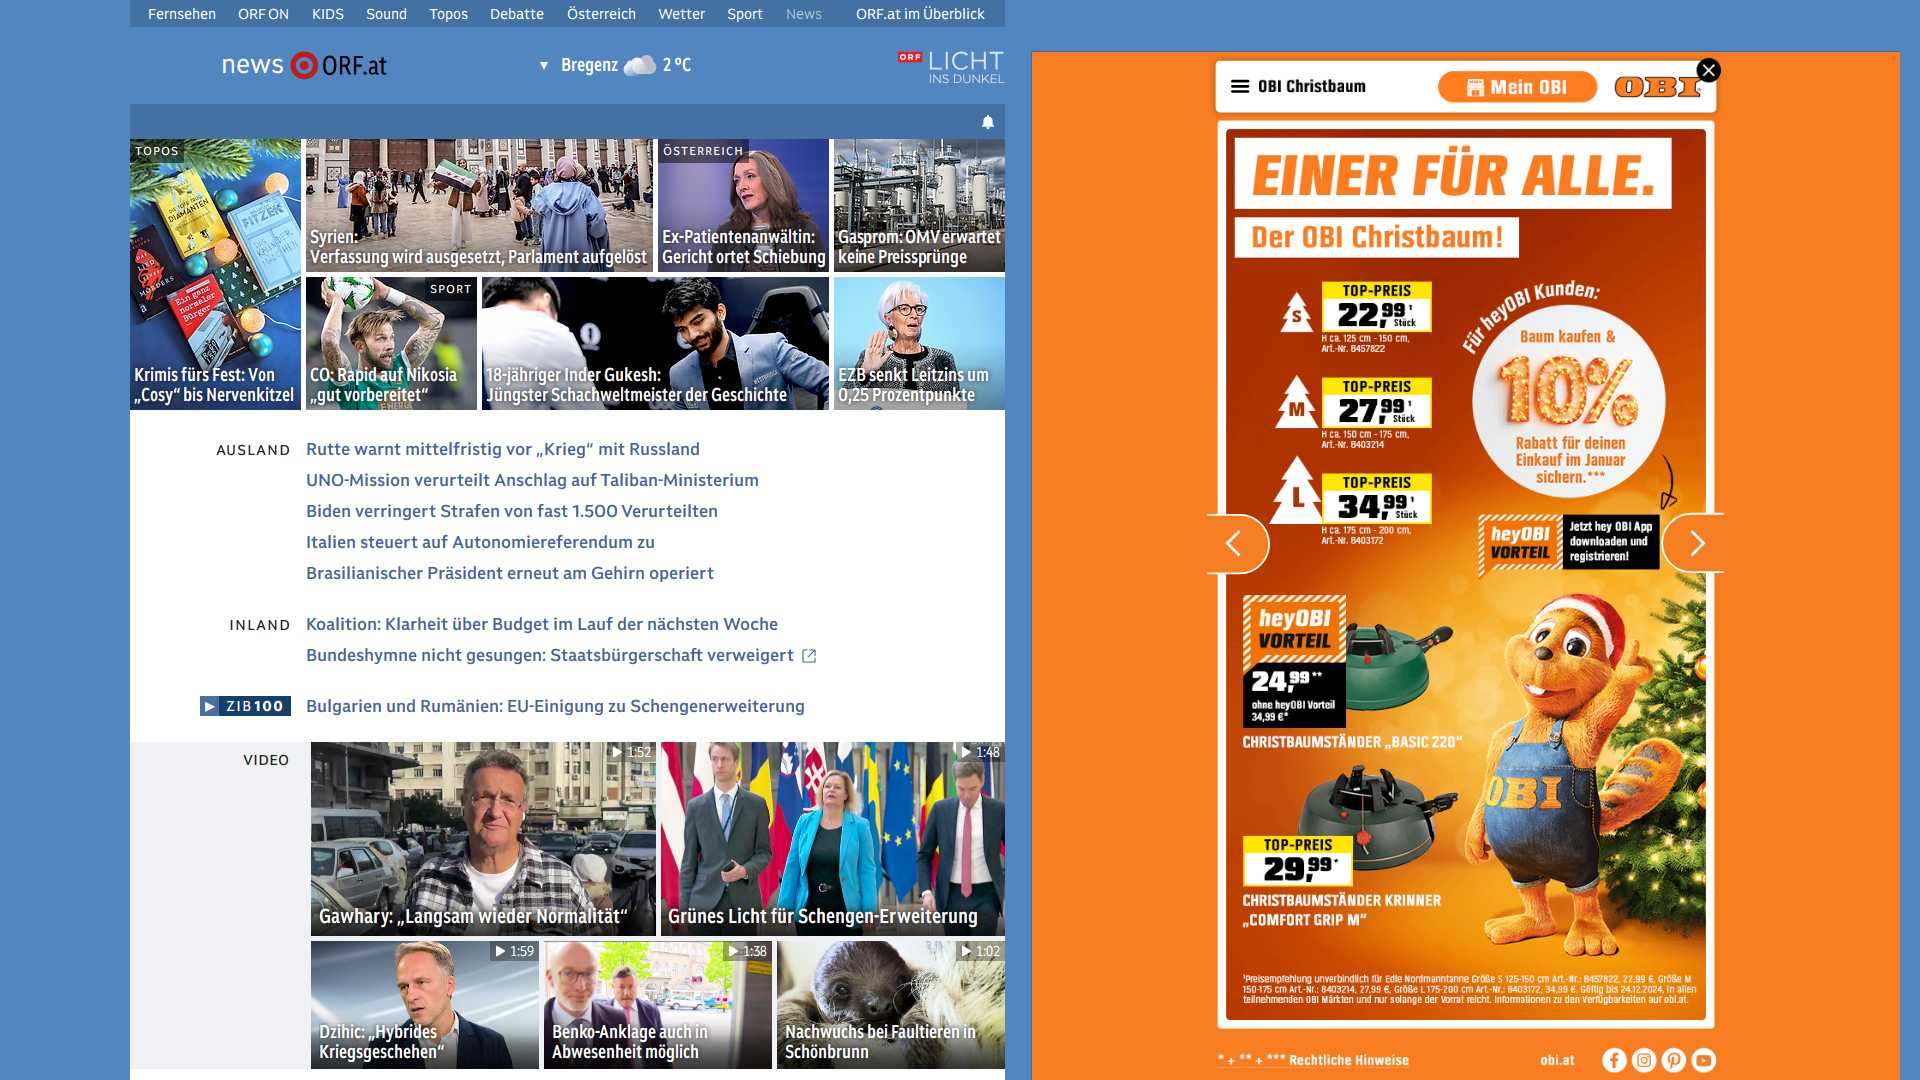 Fernsehen ORF ON KIDS Sound Topos Debatte Österreich Wetter Sport News ORF.at im Überblick
news ORF.at
Bregenz 2 °C
ORF LICHT
INS DUNKEL
TOPOS
Krimis fürs Fest: Von
„Cosy“ bis Nervenkitzel
Syrien:
Verfassung wird ausgesetzt, Parlament aufgelöst
ÖSTERREICH
Ex-Patientenanwältin:
Gericht ortet Schiebung
Gasprom: OMV erwartet
keine Preissprünge
SPORT
CO: Rapid auf Nikosia
„gut vorbereitet“
18-jähriger Inder Gukesh:
Jüngster Schachweltmeister der Geschichte
EZB senkt Leitzins um
0,25 Prozentpunkte
AUSLAND
Rutte warnt mittelfristig vor „Krieg“ mit Russland
UNO-Mission verurteilt Anschlag auf Taliban-Ministerium
Biden verringert Strafen von fast 1.500 Verurteilten
Italien steuert auf Autonomiereferendum zu
Brasilianischer Präsident erneut am Gehirn operiert
INLAND
Koalition: Klarheit über Budget im Lauf der nächsten Woche
Bundeshymne nicht gesungen: Staatsbürgerschaft verweigert
ZIB100
Bulgarien und Rumänien: EU-Einigung zu Schengenerweiterung
VIDEO
1:52
Gawhary: „Langsam wieder Normalität“
1:48
Grünes Licht für Schengen-Erweiterung
1:59
Dzihic: „Hybrides
Kriegsgeschehen“
1:38
Benko-Anklage auch in
Abwesenheit möglich
1:02
Nachwuchs bei Faultieren in
Schönbrunn
OBI Christbaum
Mein OBI
OBI
EINER FÜR ALLE.
Der OBI Christbaum!
S
TOP-PREIS
22,99¹
Stück
H ca. 125 cm - 150 cm,
Art.-Nr. 8457822
M
TOP-PREIS
27,99¹
Stück
H ca. 150 cm - 175 cm,
Art.-Nr. 8403214
L
TOP-PREIS
34,99¹
Stück
H ca. 175 cm - 200 cm,
Art.-Nr. 8403172
Für heyOBI Kunden:
Baum kaufen &
10%
Rabatt für deinen
Einkauf im Januar
sichern.***
heyOBI
VORTEIL
Jetzt hey OBI App
downloaden und
registrieren!
heyOBI
VORTEIL
24,99**
ohne heyOBI Vorteil
34,99 €*
CHRISTBAUMSTÄNDER „BASIC 220“
OBI
TOP-PREIS
29,99*
CHRISTBAUMSTÄNDER KRINNER
„COMFORT GRIP M“
¹Preisempfehlung unverbindlich für Edle Nordmanntanne Größe S 125-150 cm Art.-Nr.: 8457822, 22,99 €, Größe M
150-175 cm Art.-Nr.: 8403214, 27,99 €, Größe L 175-200 cm Art.-Nr.: 8403172, 34,99 €. Gültig bis 24.12.2024, in allen
teilnehmenden OBI Märkten und nur solange der Vorrat reicht. Informationen zu den Verfügbarkeiten auf obi.at.
* + ** + *** Rechtliche Hinweise
obi.at